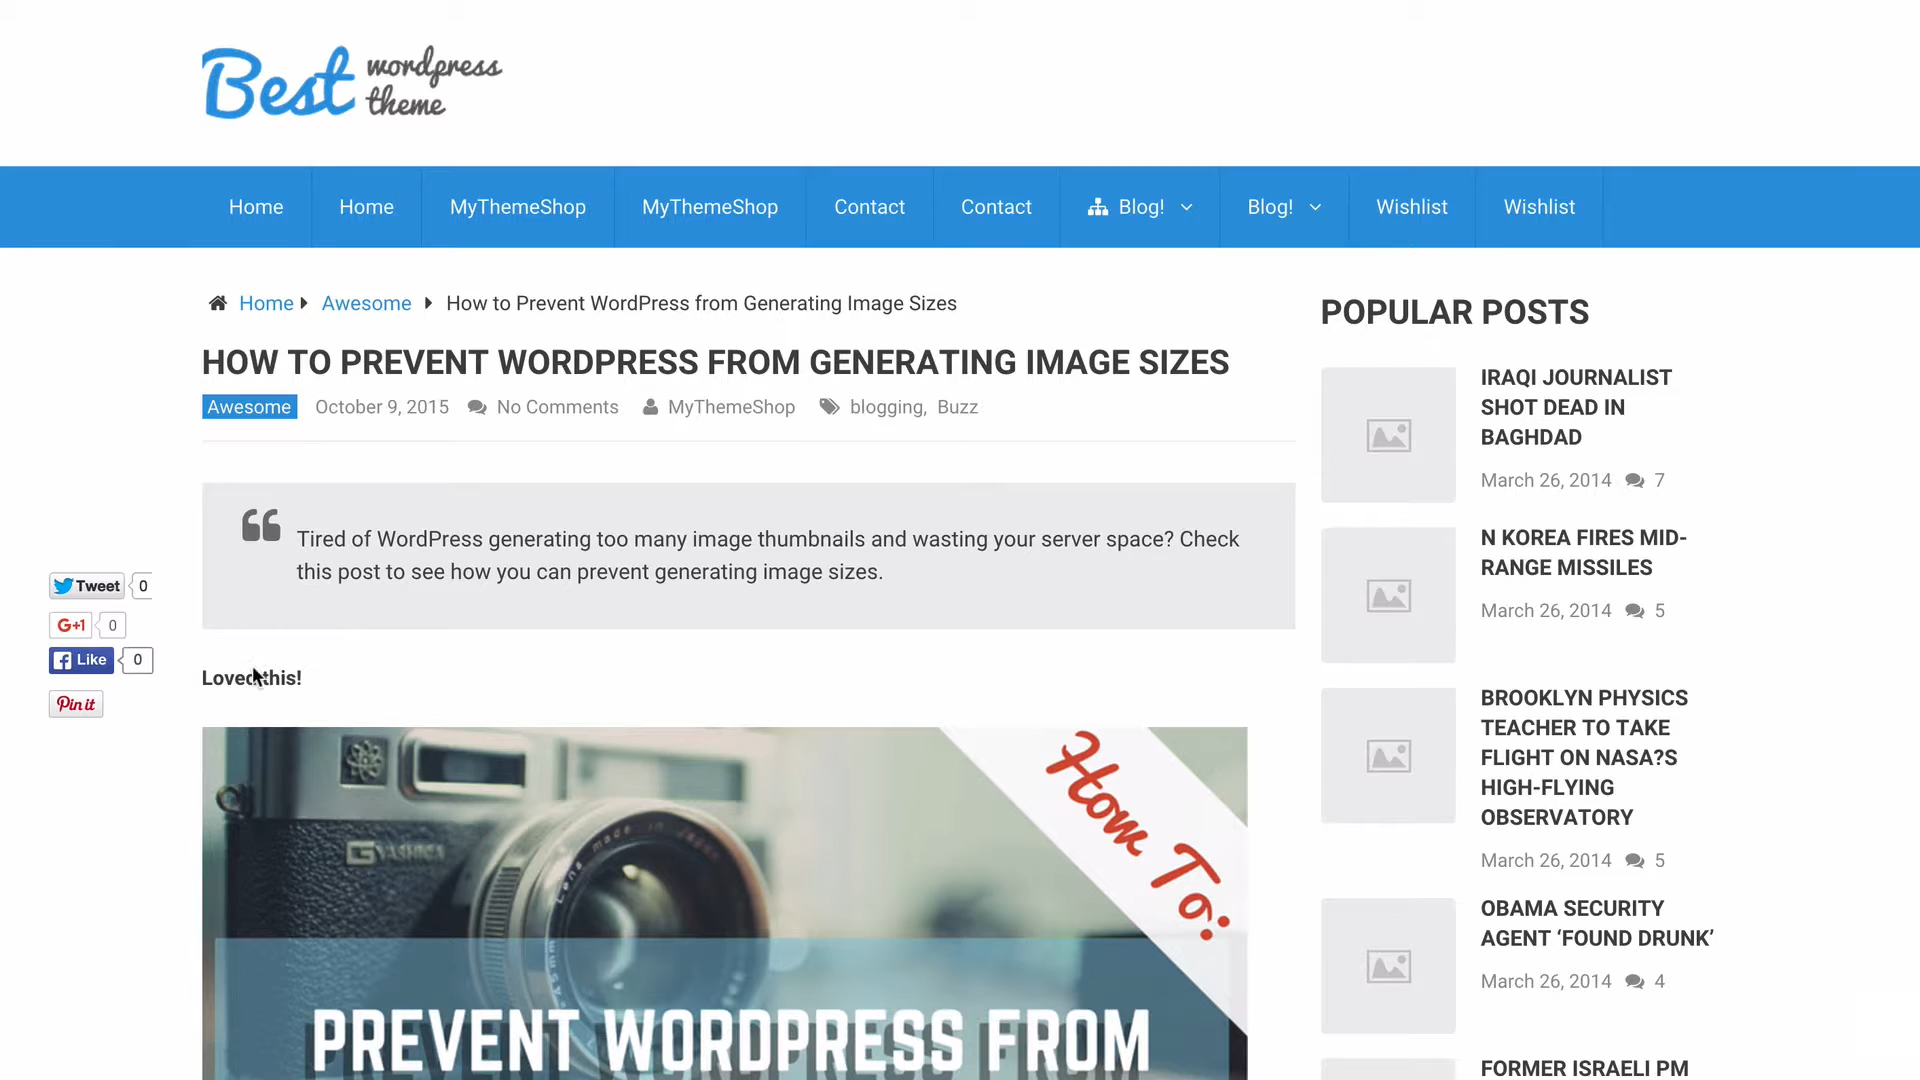 Best wordpress theme
Home Home MyThemeShop MyThemeShop Contact Contact Blog! Blog! Wishlist Wishlist
Home Awesome How to Prevent WordPress from Generating Image Sizes
HOW TO PREVENT WORDPRESS FROM GENERATING IMAGE SIZES
Awesome October 9, 2015 No Comments MyThemeShop blogging, Buzz
Tired of WordPress generating too many image thumbnails and wasting your server space? Check
this post to see how you can prevent generating image sizes.
Tweet 0
G+1 0
Like 0
Pin it
Loved this!
How To:
YASHICA
Lens made in Japan
PREVENT WORDPRESS FROM
POPULAR POSTS
IRAQI JOURNALIST
SHOT DEAD IN
BAGHDAD
March 26, 2014 7
N KOREA FIRES MID-
RANGE MISSILES
March 26, 2014 5
BROOKLYN PHYSICS
TEACHER TO TAKE
FLIGHT ON NASA?S
HIGH-FLYING
OBSERVATORY
March 26, 2014 5
OBAMA SECURITY
AGENT ‘FOUND DRUNK’
March 26, 2014 4
FORMER ISRAELI PM